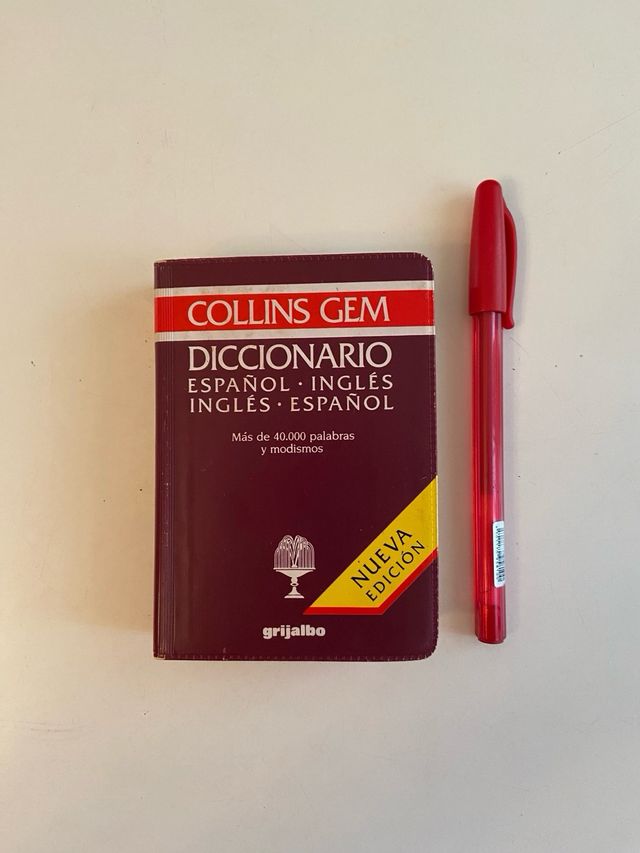 COLLINS GEM
DICCIONARIO
ESPAÑOL · INGLÉS
INGLÉS · ESPAÑOL
Más de 40.000 palabras
y modismos
NUEVA
EDICIÓN
grijalbo